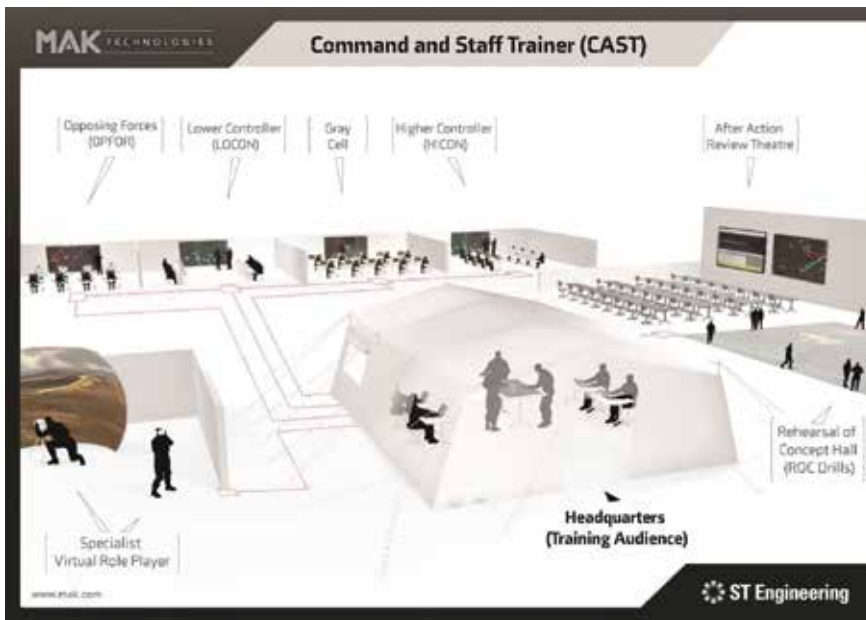 MAK TECHNOLOGIES
Command and Staff Trainer (CAST)
Opposing Forces
(OPFOR)
Lower Controller
(LOCON)
Gray
Cell
Higher Controller
(HICON)
After Action
Review Theatre
Rehearsal of
Concept Hall
(ROC Drills)
Headquarters
(Training Audience)
Specialist
Virtual Role Player
www.mak.com
ST Engineering